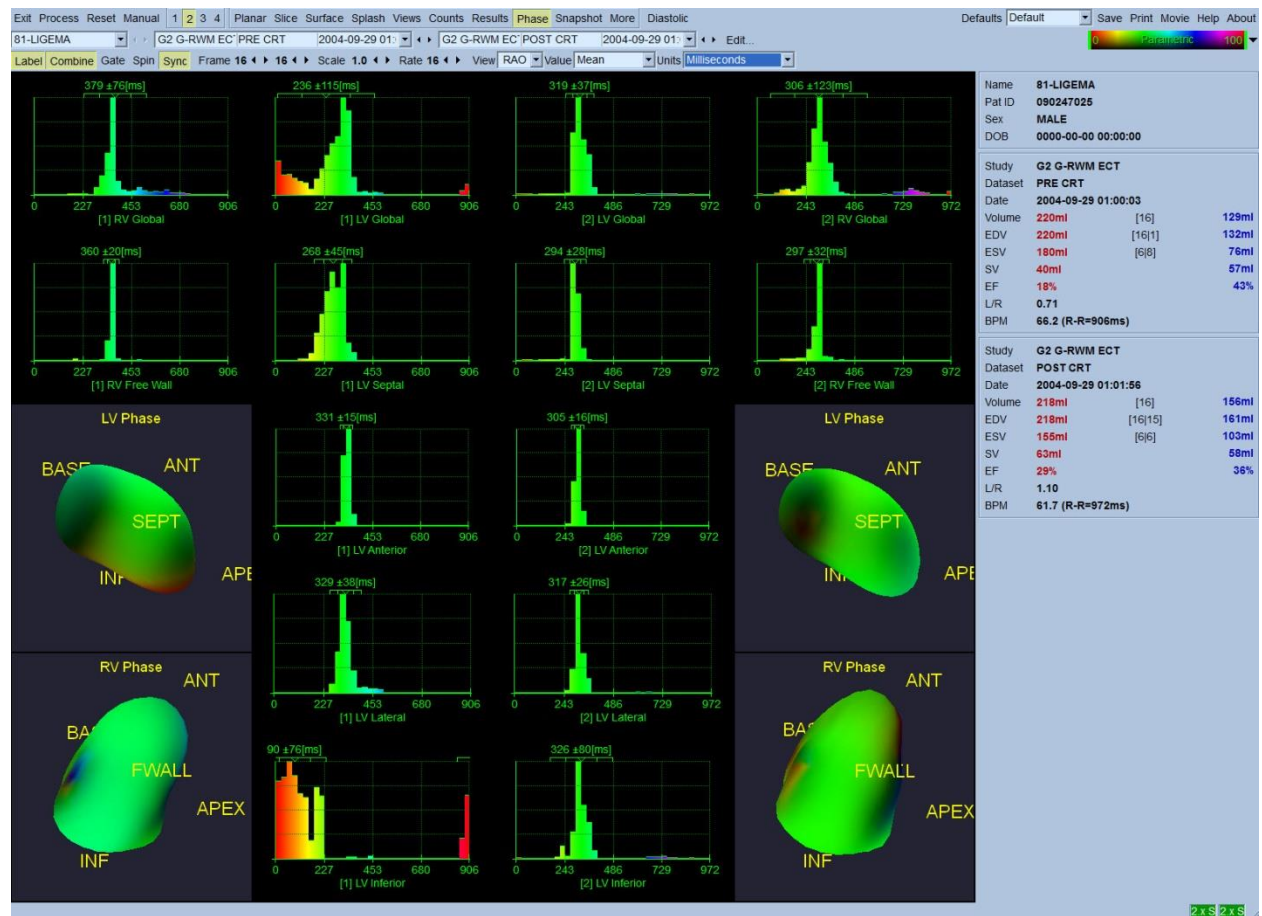 Exit Process Reset Manual 1 2 3 4 Planar Slice Surface Splash Views Counts Results Phase Snapshot More Diastolic Defaults Default Save Print Movie Help About
81-LIGEMA G2 G-RWM EC PRE CRT 2004-09-29 01: G2 G-RWM EC POST CRT 2004-09-29 01: Edit... 0 Parametric 100
Label Combine Gate Spin Sync Frame 16 16 Scale 1.0 Rate 16 View RAO Value Mean Units Milliseconds
379 ±76[ms] 236 ±115[ms] 319 ±37[ms] 306 ±123[ms]
0 227 453 680 906 0 227 453 680 906 0 243 486 729 972 0 243 486 729 972
[1] RV Global [1] LV Global [2] LV Global [2] RV Global
360 ±20[ms] 268 ±45[ms] 294 ±28[ms] 297 ±32[ms]
0 227 453 680 906 0 227 453 680 906 0 243 486 729 972 0 243 486 729 972
[1] RV Free Wall [1] LV Septal [2] LV Septal [2] RV Free Wall
LV Phase
BASE ANT
SEPT
INF APE
331 ±15[ms] 305 ±16[ms]
0 227 453 680 906 0 243 486 729 972
[1] LV Anterior [2] LV Anterior
LV Phase
BASE ANT
SEPT
INF APE
329 ±38[ms] 317 ±26[ms]
0 227 453 680 906 0 243 486 729 972
[1] LV Lateral [2] LV Lateral
RV Phase
ANT
BA
FWALL
APEX
INF
90 ±76[ms] 326 ±80[ms]
0 227 453 680 906 0 243 486 729 972
[1] LV Inferior [2] LV Inferior
RV Phase
ANT
BA
FWALL
APEX
INF
Name 81-LIGEMA
Pat ID 090247025
Sex MALE
DOB 0000-00-00 00:00:00
Study G2 G-RWM ECT
Dataset PRE CRT
Date 2004-09-29 01:00:03
Volume 220ml [16] 129ml
EDV 220ml [16|1] 132ml
ESV 180ml [6|8] 76ml
SV 40ml 57ml
EF 18% 43%
L/R 0.71
BPM 66.2 (R-R=906ms)
Study G2 G-RWM ECT
Dataset POST CRT
Date 2004-09-29 01:01:56
Volume 218ml [16] 156ml
EDV 218ml [16|15] 161ml
ESV 155ml [6|6] 103ml
SV 63ml 58ml
EF 29% 36%
L/R 1.10
BPM 61.7 (R-R=972ms)
2 x S 2 x S